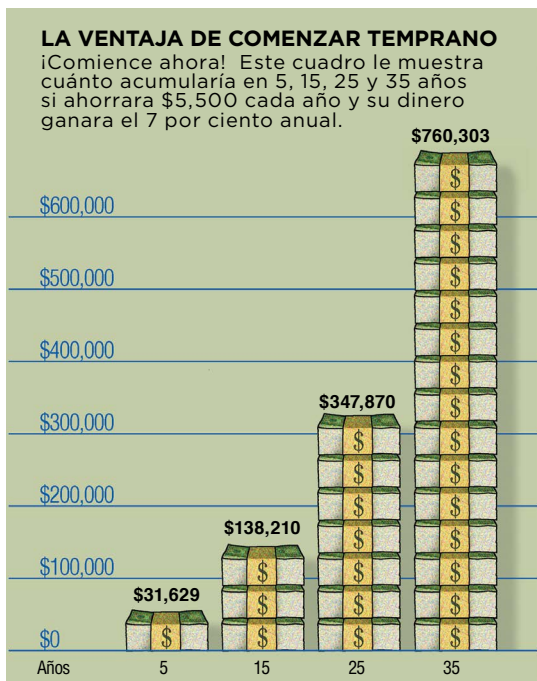 LA VENTAJA DE COMENZAR TEMPRANO
¡Comience ahora! Este cuadro le muestra
cuánto acumularía en 5, 15, 25 y 35 años
si ahorrara $5,500 cada año y su dinero
ganara el 7 por ciento anual.
$760,303
$600,000
$500,000
$400,000
$347,870
$300,000
$200,000
$138,210
$100,000
$31,629
$0
Años 5 15 25 35